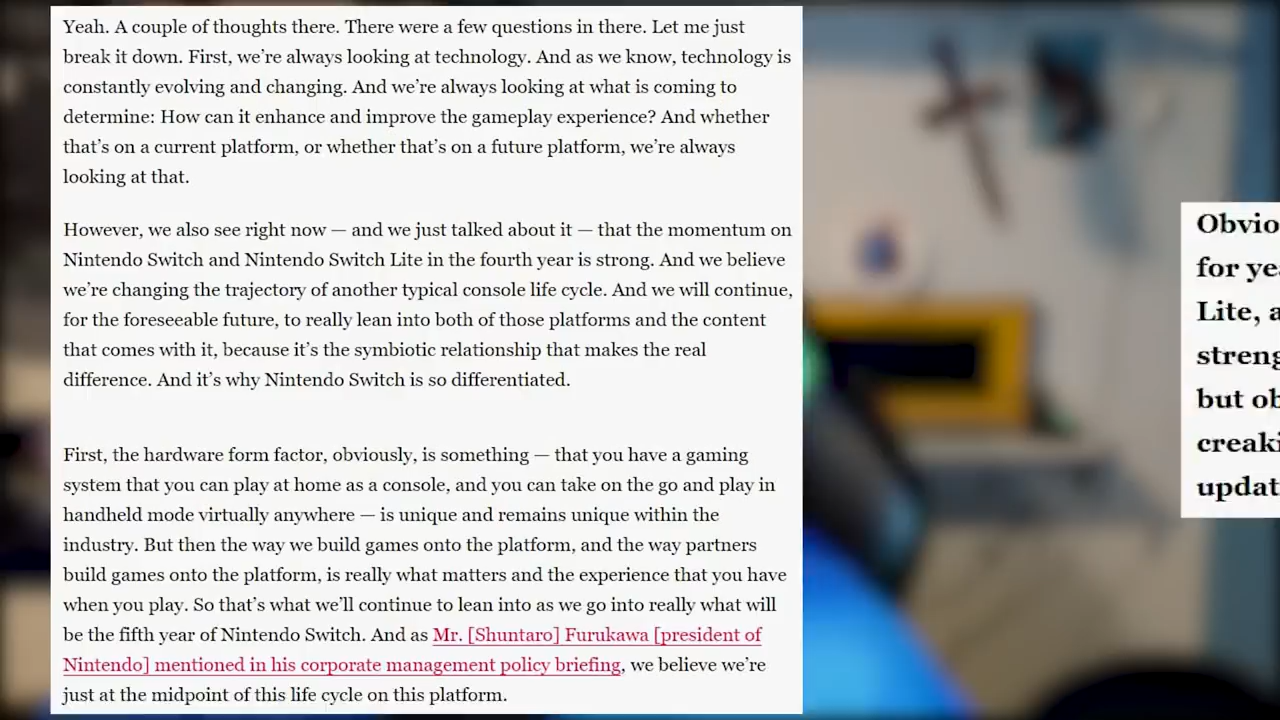 Yeah. A couple of thoughts there. There were a few questions in there. Let me just
break it down. First, we’re always looking at technology. And as we know, technology is
constantly evolving and changing. And we’re always looking at what is coming to
determine: How can it enhance and improve the gameplay experience? And whether
that’s on a current platform, or whether that’s on a future platform, we’re always
looking at that.
However, we also see right now — and we just talked about it — that the momentum on
Nintendo Switch and Nintendo Switch Lite in the fourth year is strong. And we believe
we’re changing the trajectory of another typical console life cycle. And we will continue,
for the foreseeable future, to really lean into both of those platforms and the content
that comes with it, because it’s the symbiotic relationship that makes the real
difference. And it’s why Nintendo Switch is so differentiated.
First, the hardware form factor, obviously, is something — that you have a gaming
system that you can play at home as a console, and you can take on the go and play in
handheld mode virtually anywhere — is unique and remains unique within the
industry. But then the way we build games onto the platform, and the way partners
build games onto the platform, is really what matters and the experience that you have
when you play. So that’s what we’ll continue to lean into as we go into really what will
be the fifth year of Nintendo Switch. And as Mr. [Shuntaro] Furukawa [president of
Nintendo] mentioned in his corporate management policy briefing, we believe we’re
just at the midpoint of this life cycle on this platform.
Obvio
for ye
Lite, a
streng
but ob
creaki
updat